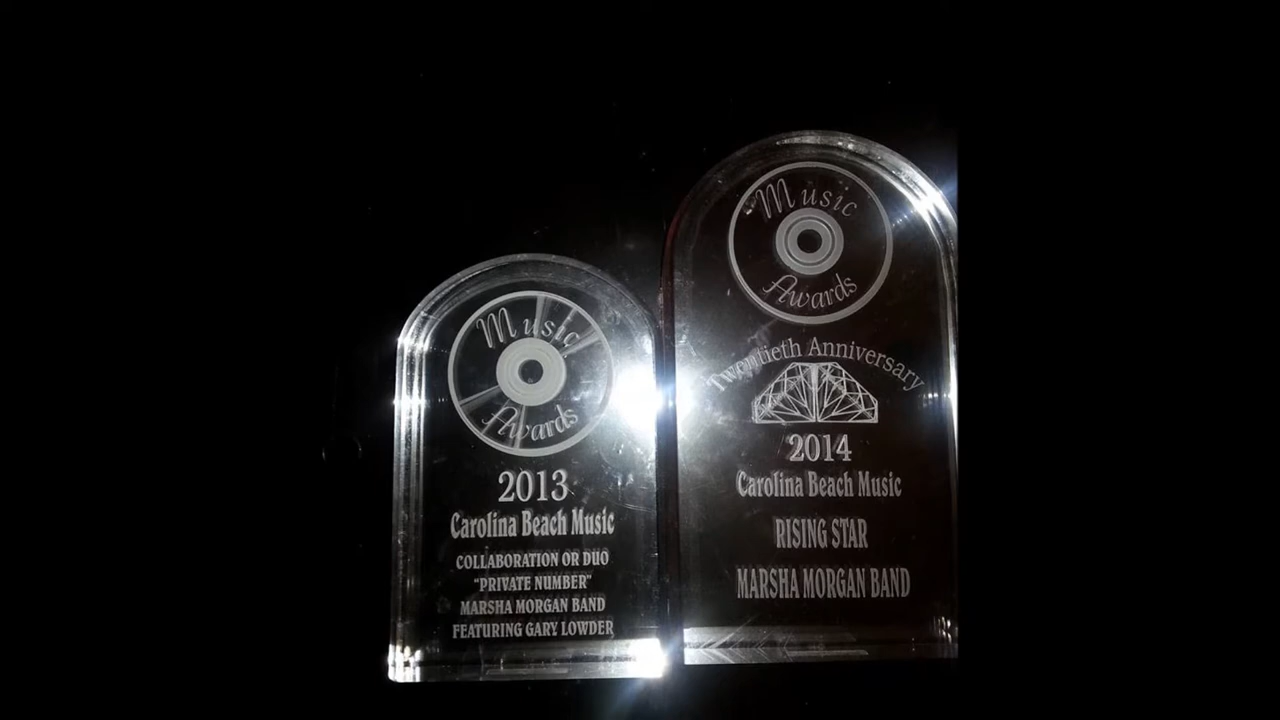 Music
Awards
2013
Carolina Beach Music
COLLABORATION OR DUO
"PRIVATE NUMBER"
MARSHA MORGAN BAND
FEATURING GARY LOWDER
Music
Awards
Twentieth Anniversary
2014
Carolina Beach Music
RISING STAR
MARSHA MORGAN BAND